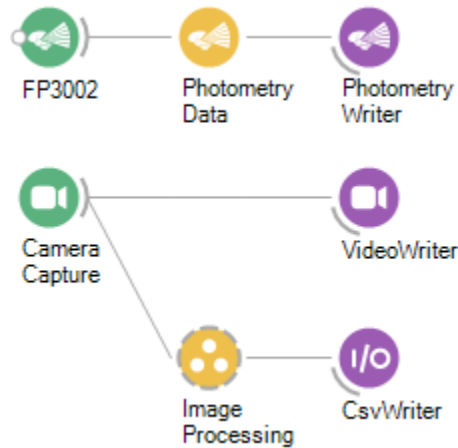 FP3002
Photometry
Data
Photometry
Writer
Camera
Capture
VideoWriter
Image
Processing
I/O
CsvWriter